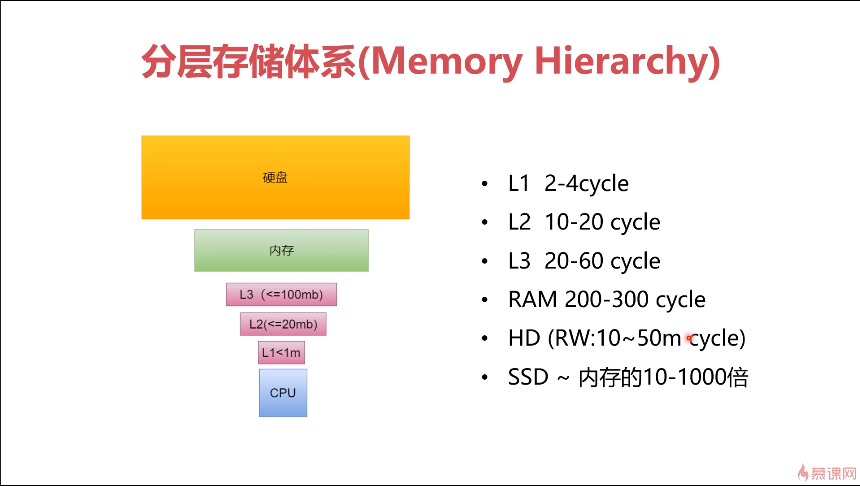 分层存储体系(Memory Hierarchy)
硬盘
内存
L3（<=100mb)
L2(<=20mb)
L1<1m
CPU
• L1 2-4cycle
• L2 10-20 cycle
• L3 20-60 cycle
• RAM 200-300 cycle
• HD (RW:10~50m cycle)
• SSD ~ 内存的10-1000倍
慕课网